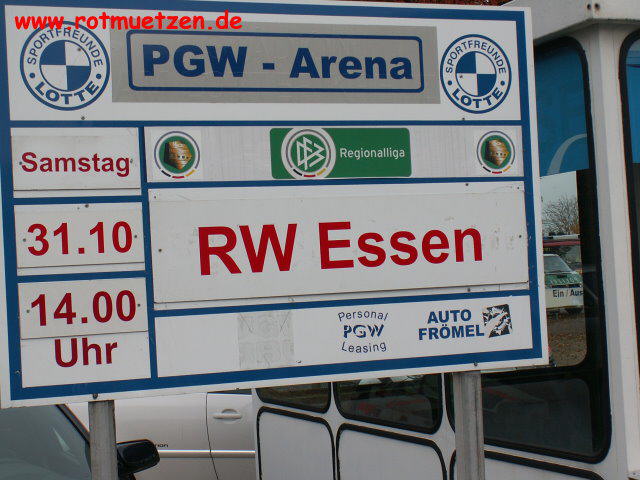 www.rotmuetzen.de
SPORTFREUNDE LOTTE
PGW - Arena
SPORTFREUNDE LOTTE
Samstag
DFB Regionalliga
31.10
RW Essen
14.00
Uhr
Personal
PGW
Leasing
AUTO
FRÖMEL
Ein / Aus